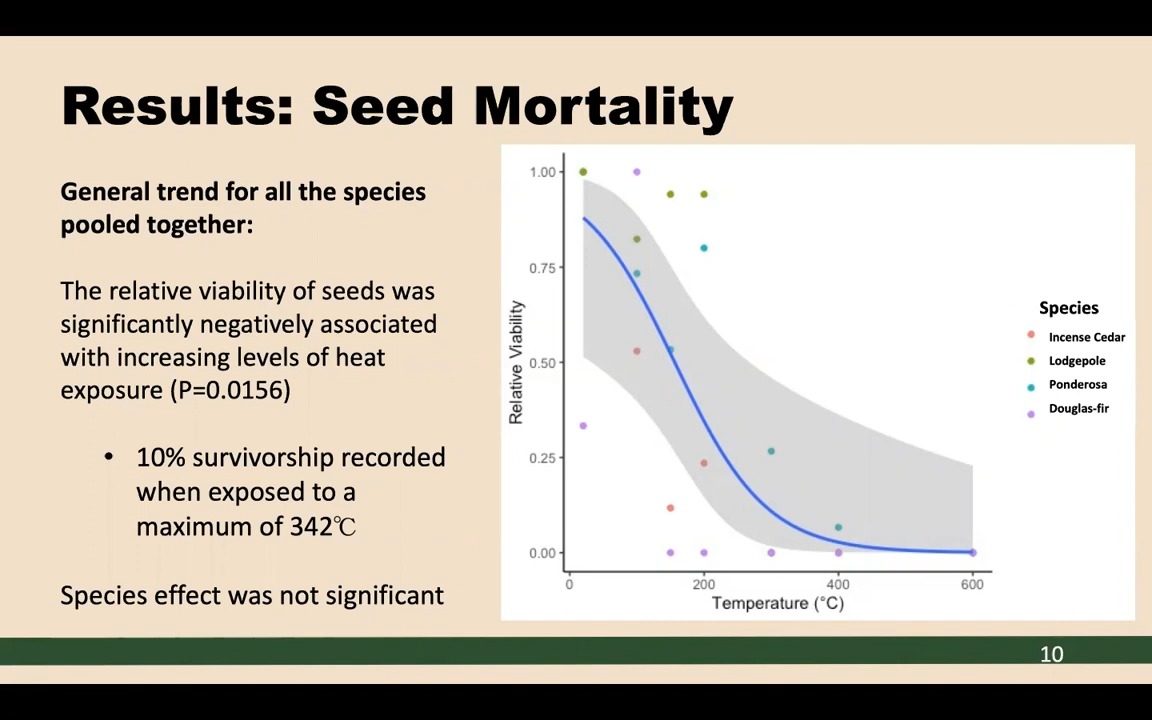 Results: Seed Mortality
General trend for all the species
pooled together:
The relative viability of seeds was
significantly negatively associated
with increasing levels of heat
exposure (P=0.0156)
• 10% survivorship recorded
when exposed to a
maximum of 342℃
Species effect was not significant
Relative Viability
1.00
0.75
0.50
0.25
0.00
0
200
400
600
Temperature (°C)
Species
Incense Cedar
Lodgepole
Ponderosa
Douglas-fir
10